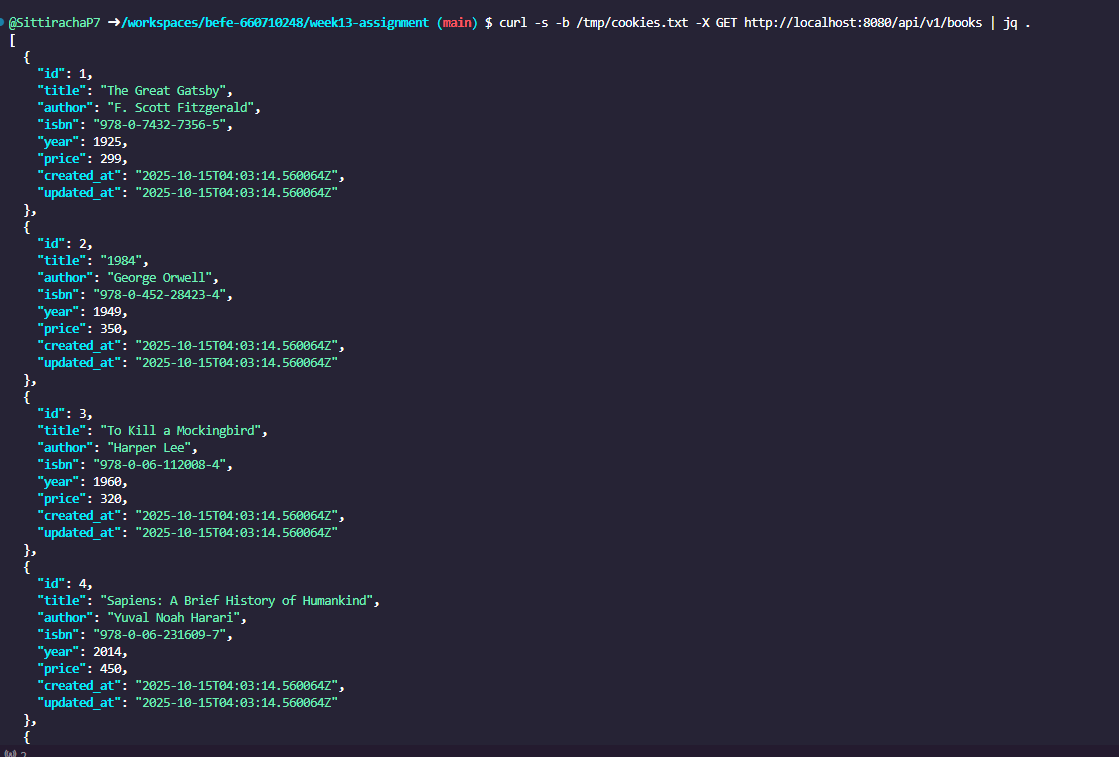 @SittirachaP7 ➜/workspaces/befe-660710248/week13-assignment (main) $ curl -s -b /tmp/cookies.txt -X GET http://localhost:8080/api/v1/books | jq .
[
  {
    "id": 1,
    "title": "The Great Gatsby",
    "author": "F. Scott Fitzgerald",
    "isbn": "978-0-7432-7356-5",
    "year": 1925,
    "price": 299,
    "created_at": "2025-10-15T04:03:14.560064Z",
    "updated_at": "2025-10-15T04:03:14.560064Z"
  },
  {
    "id": 2,
    "title": "1984",
    "author": "George Orwell",
    "isbn": "978-0-452-28423-4",
    "year": 1949,
    "price": 350,
    "created_at": "2025-10-15T04:03:14.560064Z",
    "updated_at": "2025-10-15T04:03:14.560064Z"
  },
  {
    "id": 3,
    "title": "To Kill a Mockingbird",
    "author": "Harper Lee",
    "isbn": "978-0-06-112008-4",
    "year": 1960,
    "price": 320,
    "created_at": "2025-10-15T04:03:14.560064Z",
    "updated_at": "2025-10-15T04:03:14.560064Z"
  },
  {
    "id": 4,
    "title": "Sapiens: A Brief History of Humankind",
    "author": "Yuval Noah Harari",
    "isbn": "978-0-06-231609-7",
    "year": 2014,
    "price": 450,
    "created_at": "2025-10-15T04:03:14.560064Z",
    "updated_at": "2025-10-15T04:03:14.560064Z"
  },
  {